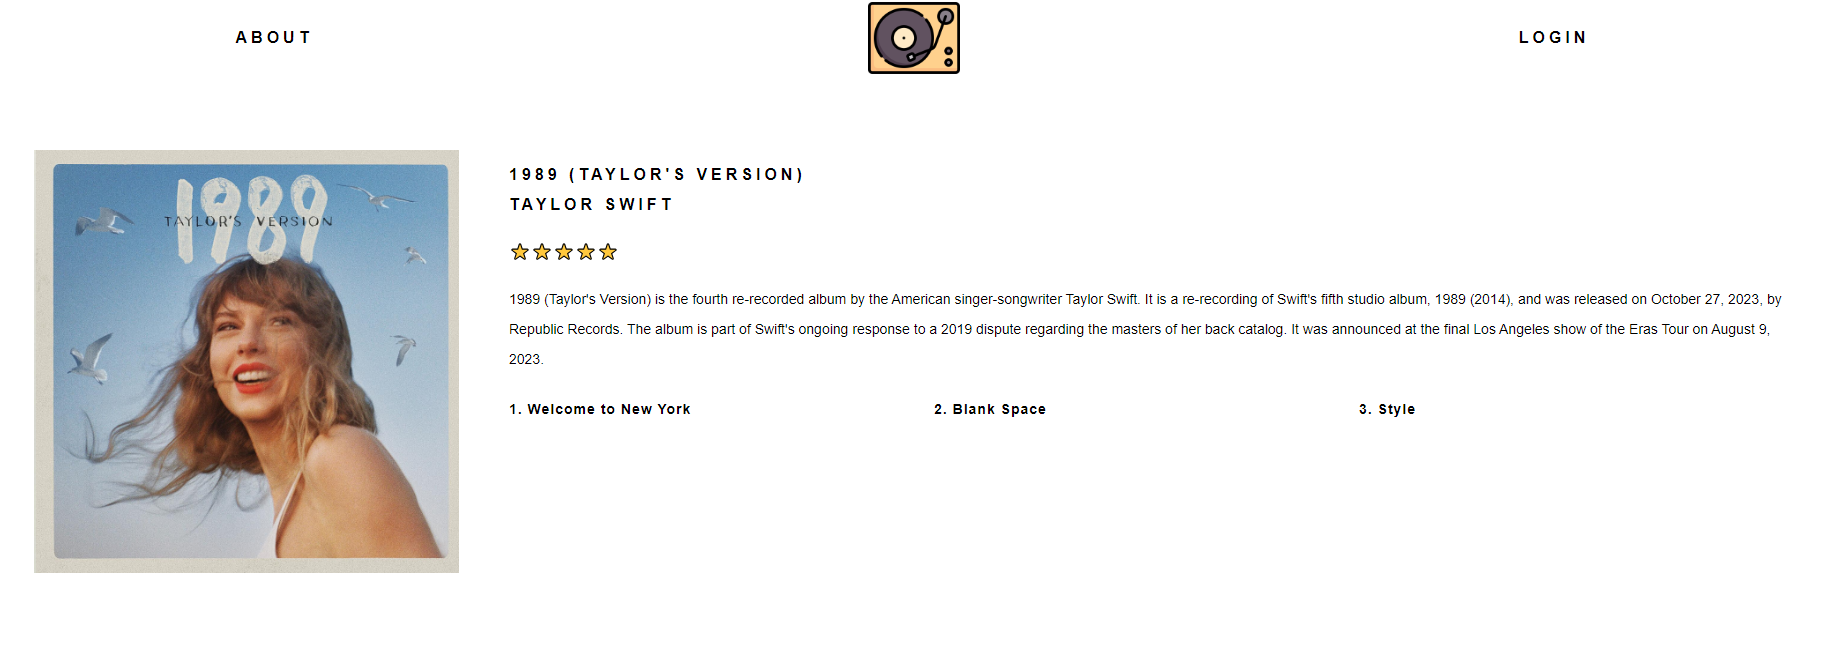 ABOUT
LOGIN
1989
TAYLOR'S VERSION
1989 (TAYLOR'S VERSION)
TAYLOR SWIFT
1989 (Taylor's Version) is the fourth re-recorded album by the American singer-songwriter Taylor Swift. It is a re-recording of Swift's fifth studio album, 1989 (2014), and was released on October 27, 2023, by
Republic Records. The album is part of Swift's ongoing response to a 2019 dispute regarding the masters of her back catalog. It was announced at the final Los Angeles show of the Eras Tour on August 9,
2023.
1. Welcome to New York
2. Blank Space
3. Style